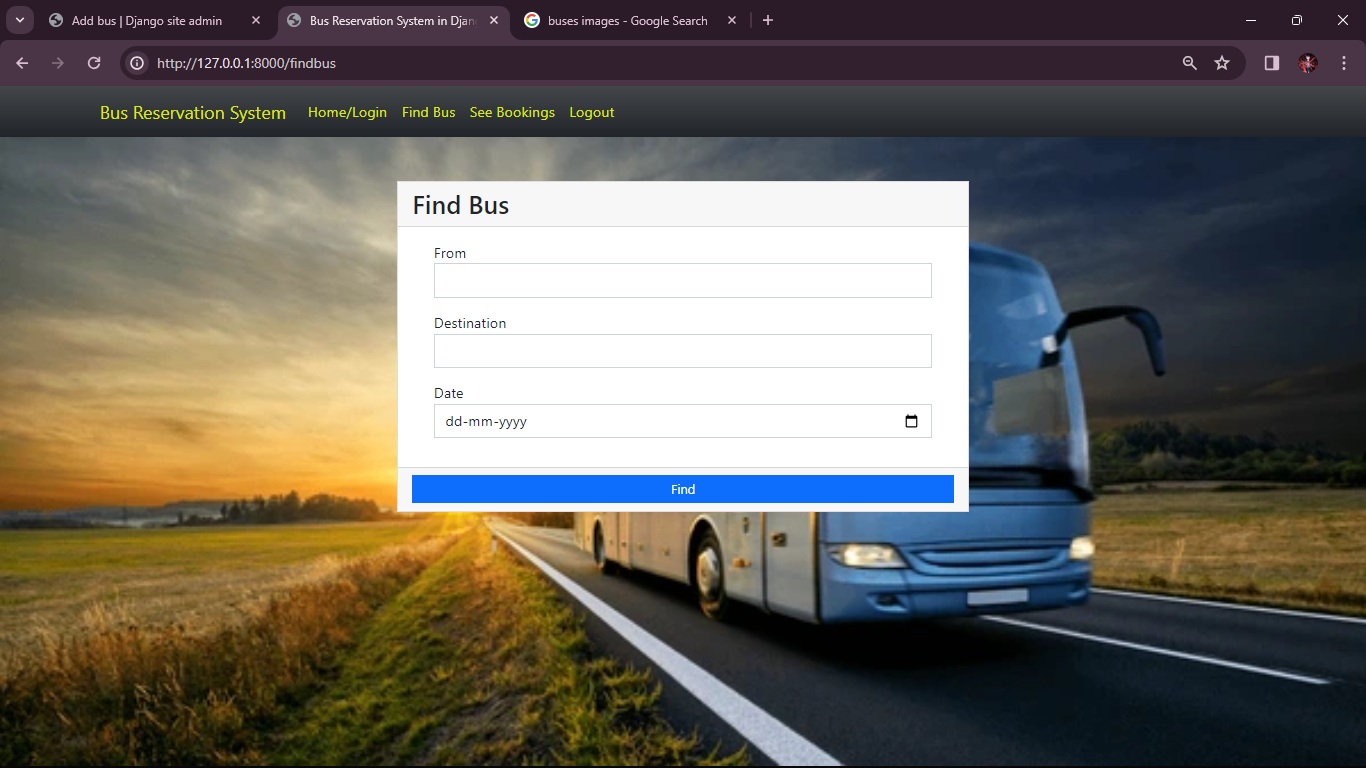 Add bus | Django site admin
Bus Reservation System in Djan
buses images - Google Search
http://127.0.0.1:8000/findbus
Bus Reservation System Home/Login Find Bus See Bookings Logout
Find Bus
From
Destination
Date
dd-mm-yyyy
Find